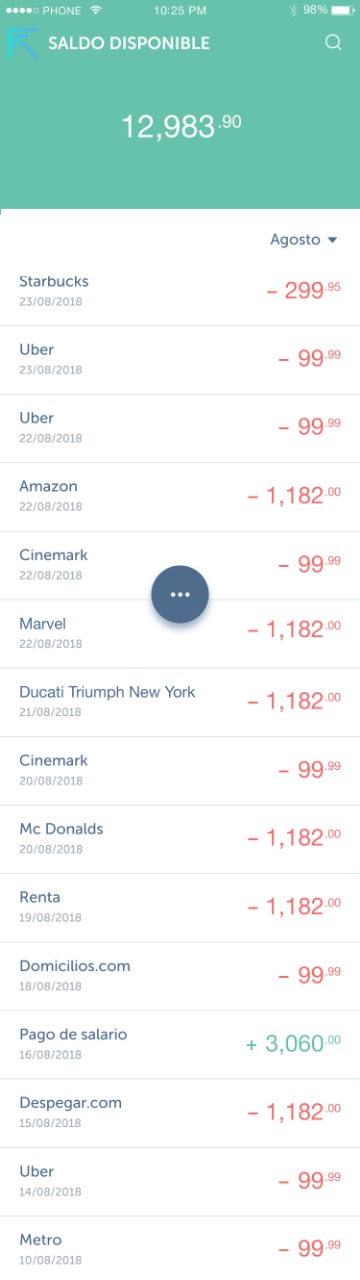 PHONE 10:25 PM 98%
SALDO DISPONIBLE
12,983.90
Agosto
Starbucks - 299.95
23/08/2018
Uber - 99.99
23/08/2018
Uber - 99.99
22/08/2018
Amazon - 1,182.00
22/08/2018
Cinemark - 99.99
22/08/2018
Marvel - 1,182.00
22/08/2018
Ducati Triumph New York - 1,182.00
21/08/2018
Cinemark - 99.99
20/08/2018
Mc Donalds - 1,182.00
20/08/2018
Renta - 1,182.00
19/08/2018
Domicilios.com - 99.99
18/08/2018
Pago de salario + 3,060.00
16/08/2018
Despegar.com - 1,182.00
15/08/2018
Uber - 99.99
14/08/2018
Metro - 99.99
10/08/2018